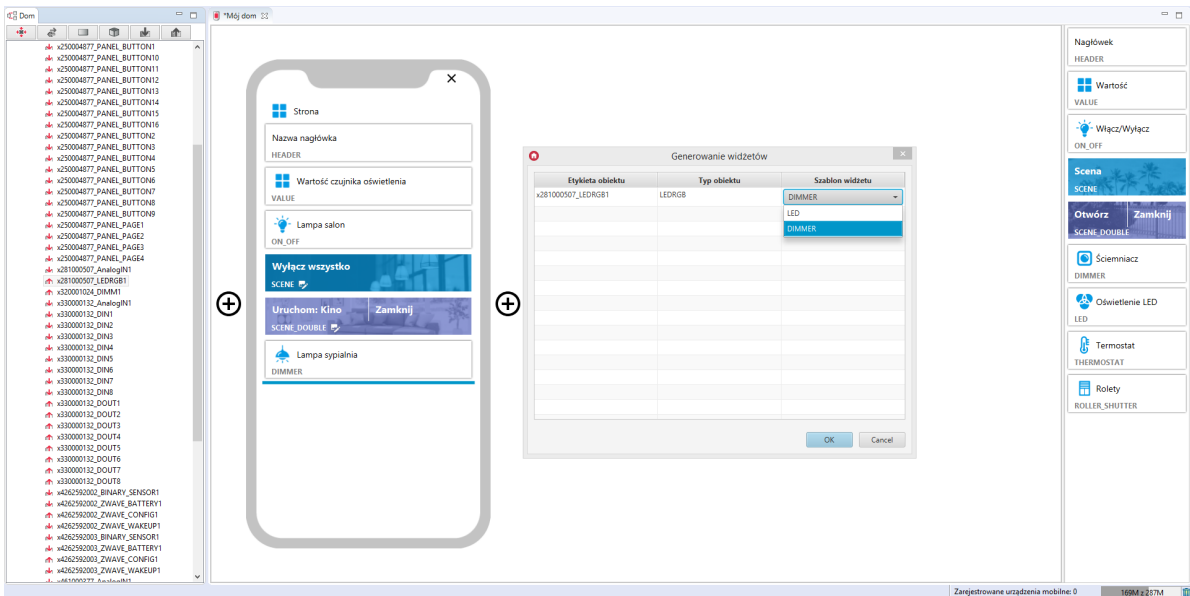 Dom
*Mój dom
x250004877_PANEL_BUTTON1
x250004877_PANEL_BUTTON10
x250004877_PANEL_BUTTON11
x250004877_PANEL_BUTTON12
x250004877_PANEL_BUTTON13
x250004877_PANEL_BUTTON14
x250004877_PANEL_BUTTON15
x250004877_PANEL_BUTTON16
x250004877_PANEL_BUTTON2
x250004877_PANEL_BUTTON3
x250004877_PANEL_BUTTON4
x250004877_PANEL_BUTTON5
x250004877_PANEL_BUTTON6
x250004877_PANEL_BUTTON7
x250004877_PANEL_BUTTON8
x250004877_PANEL_BUTTON9
x250004877_PANEL_PAGE1
x250004877_PANEL_PAGE2
x250004877_PANEL_PAGE3
x250004877_PANEL_PAGE4
x281000507_AnalogIN1
x281000507_LEDRGB1
x320001024_DIMM1
x330000132_AnalogIN1
x330000132_DIN1
x330000132_DIN2
x330000132_DIN3
x330000132_DIN4
x330000132_DIN5
x330000132_DIN6
x330000132_DIN7
x330000132_DIN8
x330000132_DOUT1
x330000132_DOUT2
x330000132_DOUT3
x330000132_DOUT4
x330000132_DOUT5
x330000132_DOUT6
x330000132_DOUT7
x330000132_DOUT8
x4262592002_BINARY_SENSOR1
x4262592002_ZWAVE_BATTERY1
x4262592002_ZWAVE_CONFIG1
x4262592002_ZWAVE_WAKEUP1
x4262592003_BINARY_SENSOR1
x4262592003_ZWAVE_BATTERY1
x4262592003_ZWAVE_CONFIG1
x4262592003_ZWAVE_WAKEUP1
x461000377_AnalogIN1
Strona
Nazwa nagłówka
HEADER
Wartość czujnika oświetlenia
VALUE
Lampa salon
ON_OFF
Wyłącz wszystko
SCENE
Uruchom: Kino Zamknij
SCENE_DOUBLE
Lampa sypialnia
DIMMER
Generowanie widżetów
Etykieta obiektu Typ obiektu Szablon widżetu
x281000507_LEDRGB1 LEDRGB DIMMER
LED
DIMMER
OK Cancel
Nagłówek
HEADER
Wartość
VALUE
Włącz/Wyłącz
ON_OFF
Scena
SCENE
Otwórz Zamknij
SCENE_DOUBLE
Ściemniacz
DIMMER
Oświetlenie LED
LED
Termostat
THERMOSTAT
Rolety
ROLLER_SHUTTER
Zarejestrowane urządzenia mobilne: 0 169M z 287M